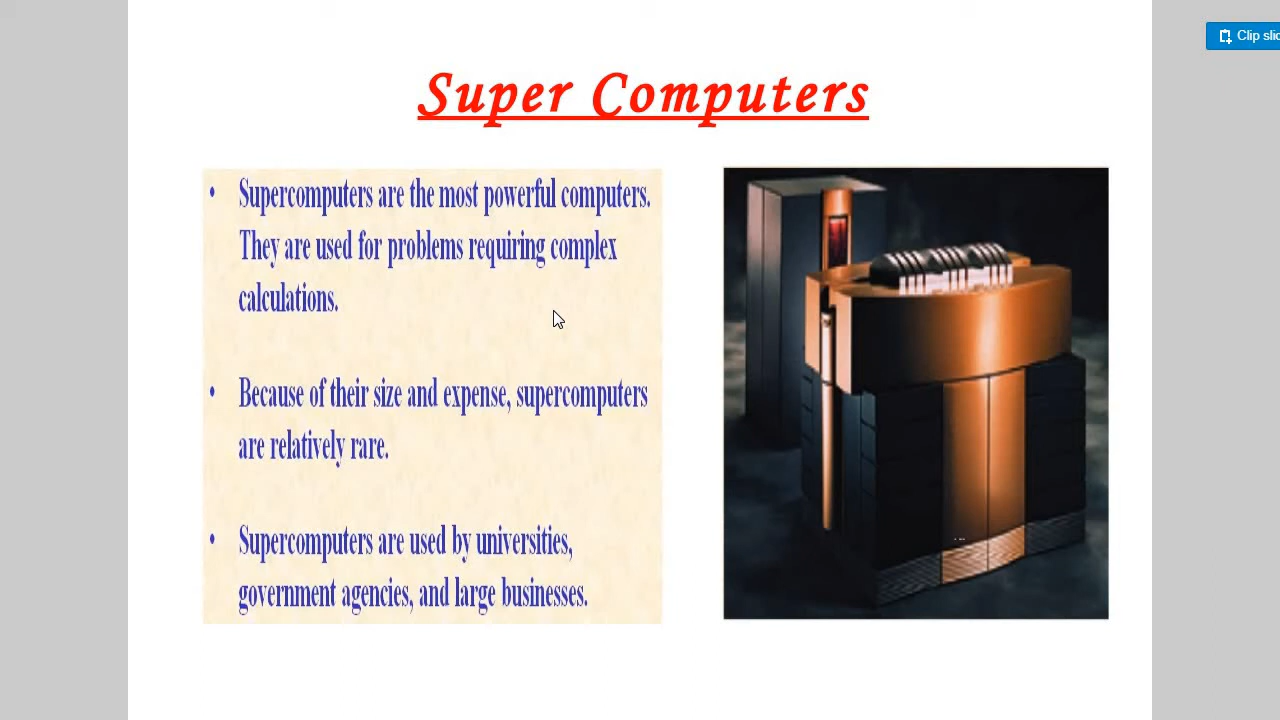 Clip slic
Super Computers
• Supercomputers are the most powerful computers.
They are used for problems requiring complex
calculations.
• Because of their size and expense, supercomputers
are relatively rare.
• Supercomputers are used by universities,
government agencies, and large businesses.